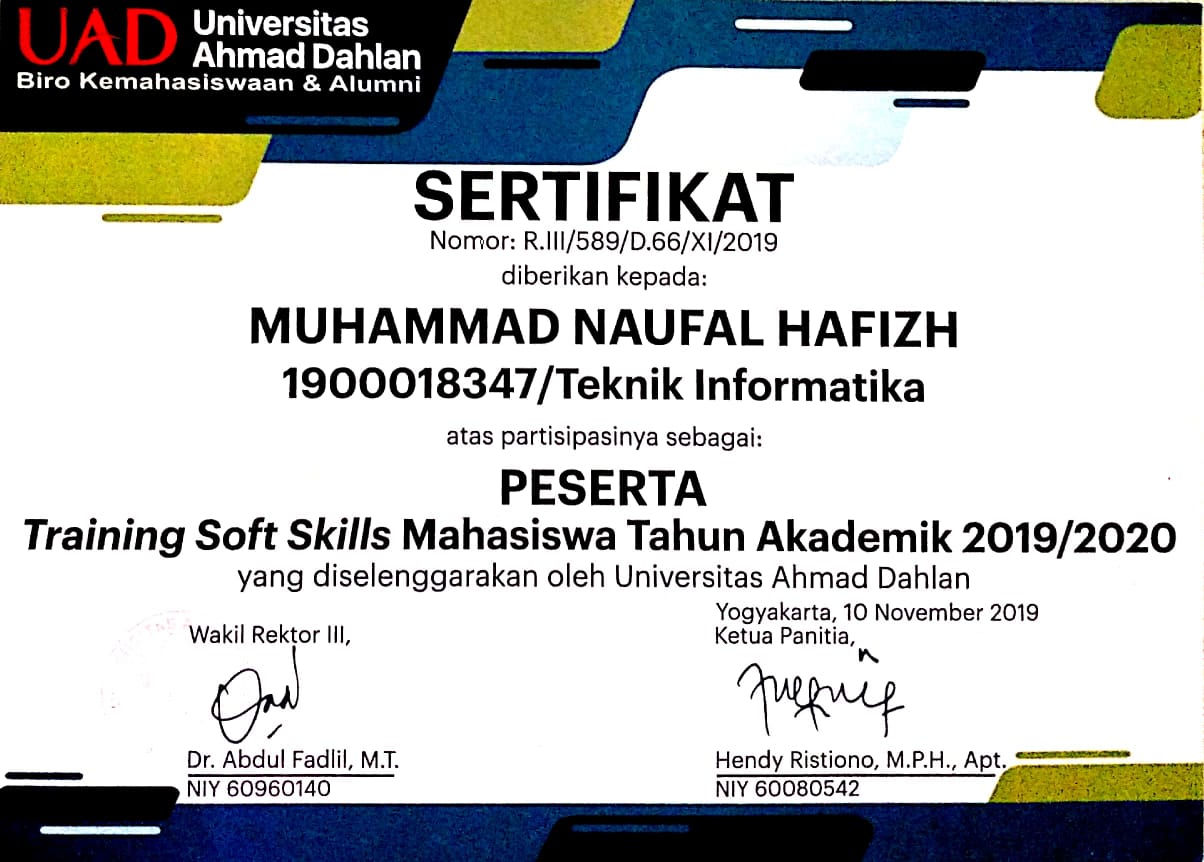 UAD Universitas
Ahmad Dahlan
Biro Kemahasiswaan & Alumni
SERTIFIKAT
Nomor: R.III/589/D.66/XI/2019
diberikan kepada:
MUHAMMAD NAUFAL HAFIZH
1900018347/Teknik Informatika
atas partisipasinya sebagai:
PESERTA
Training Soft Skills Mahasiswa Tahun Akademik 2019/2020
yang diselenggarakan oleh Universitas Ahmad Dahlan
Yogyakarta, 10 November 2019
Wakil Rektor III,
Ketua Panitia,
Dr. Abdul Fadlil, M.T.
NIY 60960140
Hendy Ristiono, M.P.H., Apt.
NIY 60080542